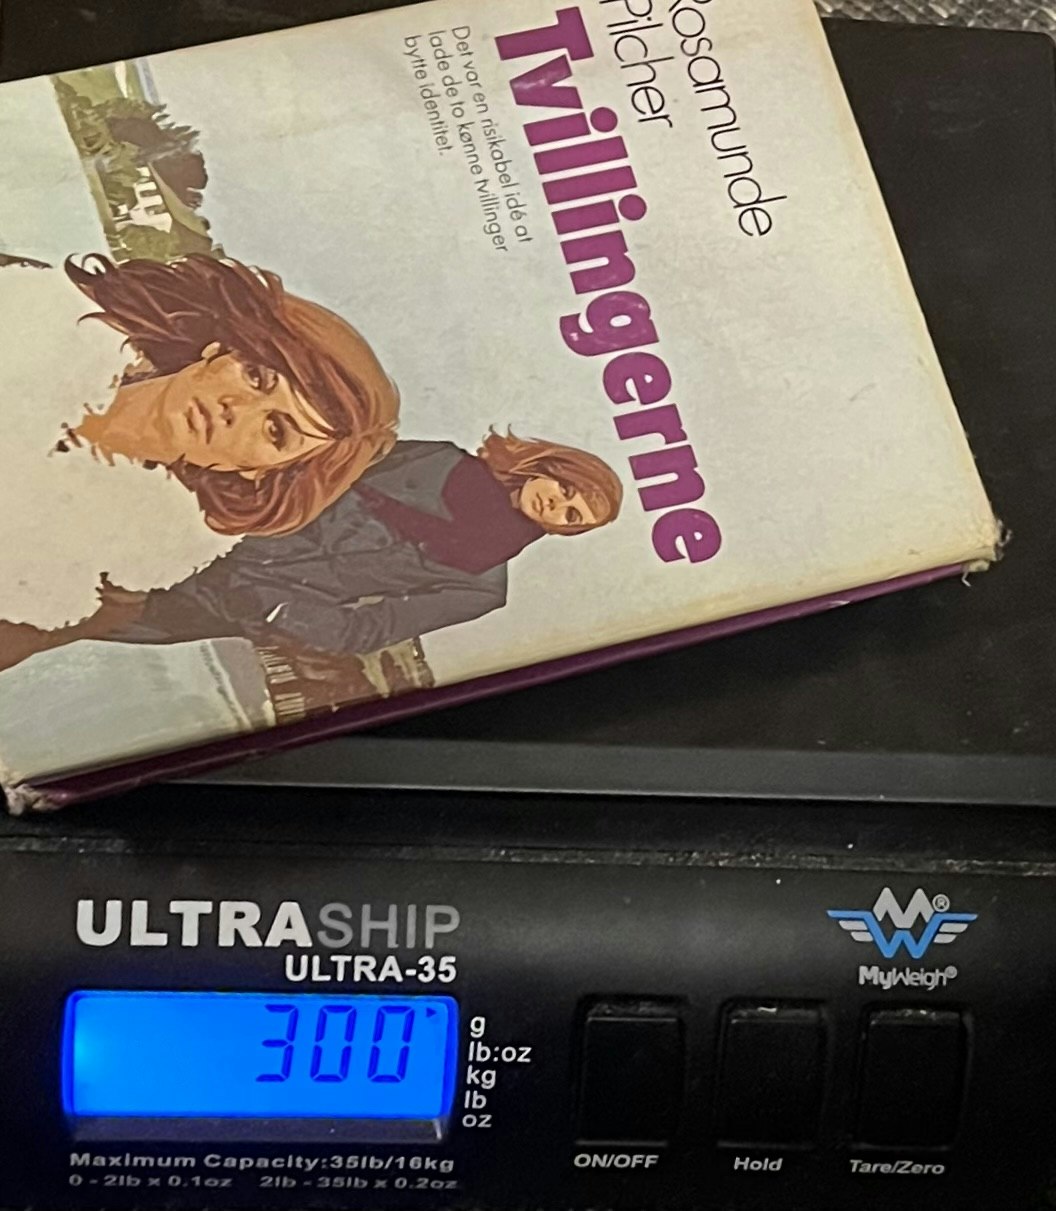 Rosamunde
Pilcher
Tvillingerne
Det var en risikabel idé at
lade de to kønne tvillinger
bytte identitet.
ULTRASHIP
ULTRA-35
MyWeigh®
300
g
lb:oz
kg
lb
oz
ON/OFF
Hold
Tare/Zero
Maximum Capacity:35lb/16kg
0 - 2lb x 0.1oz 2lb - 35lb x 0.2oz